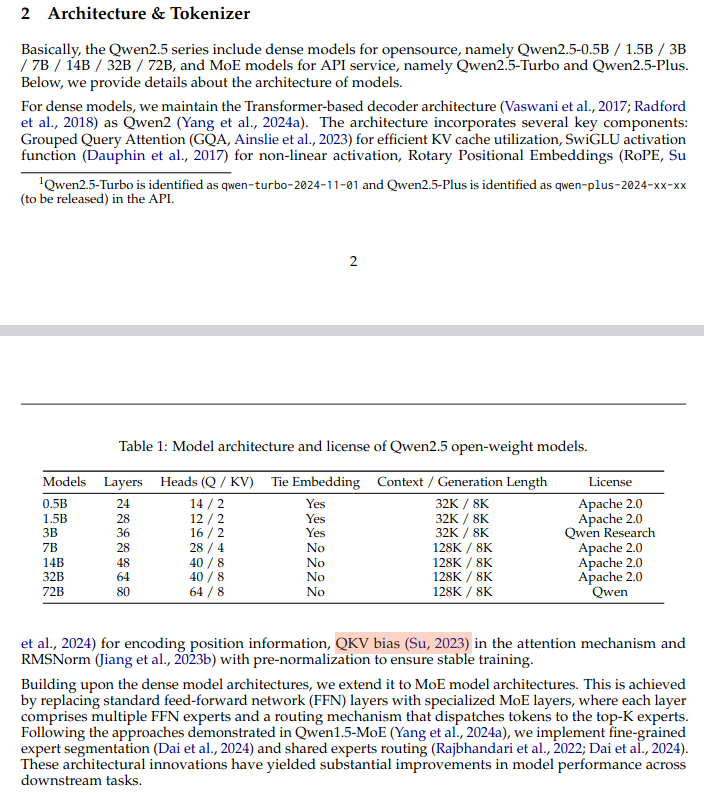 2 Architecture & Tokenizer
Basically, the Qwen2.5 series include dense models for opensource, namely Qwen2.5-0.5B / 1.5B / 3B
/ 7B / 14B / 32B / 72B, and MoE models for API service, namely Qwen2.5-Turbo and Qwen2.5-Plus.
Below, we provide details about the architecture of models.
For dense models, we maintain the Transformer-based decoder architecture (Vaswani et al., 2017; Radford
et al., 2018) as Qwen2 (Yang et al., 2024a). The architecture incorporates several key components:
Grouped Query Attention (GQA, Ainslie et al., 2023) for efficient KV cache utilization, SwiGLU activation
function (Dauphin et al., 2017) for non-linear activation, Rotary Positional Embeddings (RoPE, Su
1Qwen2.5-Turbo is identified as qwen-turbo-2024-11-01 and Qwen2.5-Plus is identified as qwen-plus-2024-xx-xx
(to be released) in the API.
2
Table 1: Model architecture and license of Qwen2.5 open-weight models.
Models Layers Heads (Q / KV) Tie Embedding Context / Generation Length License
0.5B 24 14 / 2 Yes 32K / 8K Apache 2.0
1.5B 28 12 / 2 Yes 32K / 8K Apache 2.0
3B 36 16 / 2 Yes 32K / 8K Qwen Research
7B 28 28 / 4 No 128K / 8K Apache 2.0
14B 48 40 / 8 No 128K / 8K Apache 2.0
32B 64 40 / 8 No 128K / 8K Apache 2.0
72B 80 64 / 8 No 128K / 8K Qwen
et al., 2024) for encoding position information, QKV bias (Su, 2023) in the attention mechanism and
RMSNorm (Jiang et al., 2023b) with pre-normalization to ensure stable training.
Building upon the dense model architectures, we extend it to MoE model architectures. This is achieved
by replacing standard feed-forward network (FFN) layers with specialized MoE layers, where each layer
comprises multiple FFN experts and a routing mechanism that dispatches tokens to the top-K experts.
Following the approaches demonstrated in Qwen1.5-MoE (Yang et al., 2024a), we implement fine-grained
expert segmentation (Dai et al., 2024) and shared experts routing (Rajbhandari et al., 2022; Dai et al., 2024).
These architectural innovations have yielded substantial improvements in model performance across
downstream tasks.